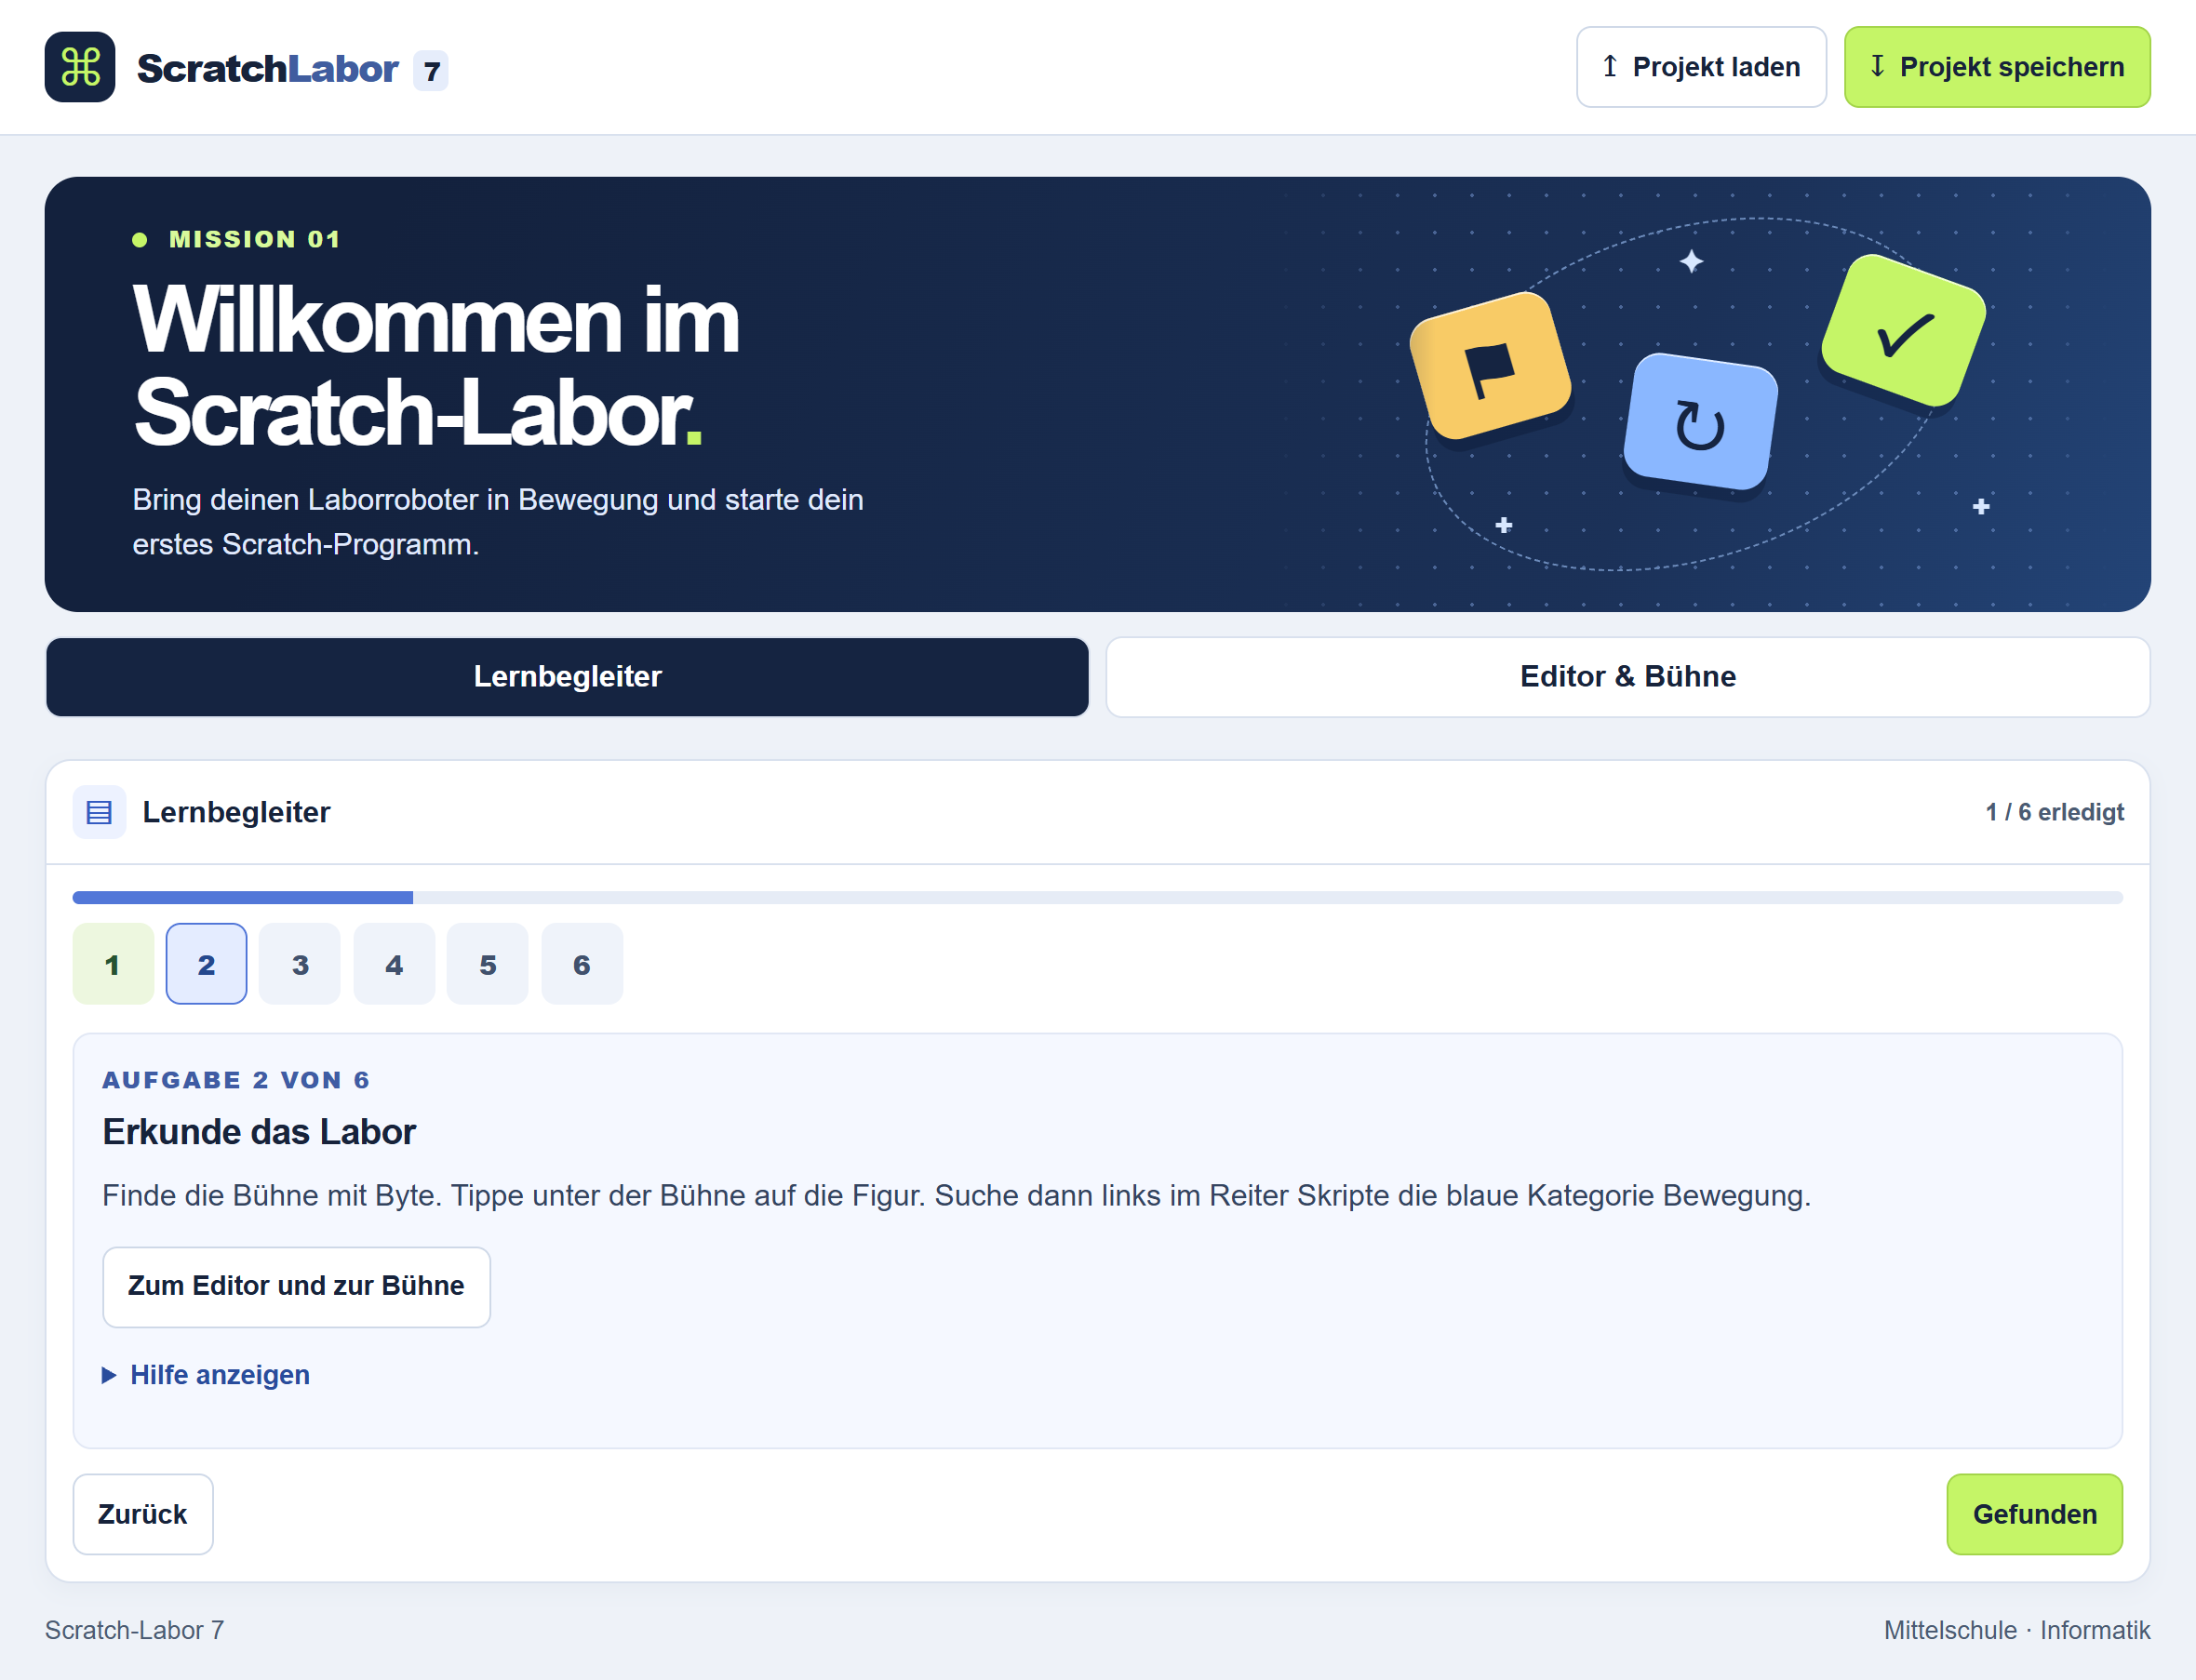 ScratchLabor 7
Projekt laden
Projekt speichern
MISSION 01
Willkommen im
Scratch-Labor.
Bring deinen Laborroboter in Bewegung und starte dein
erstes Scratch-Programm.
Lernbegleiter
Editor & Bühne
Lernbegleiter
1 / 6 erledigt
1 2 3 4 5 6
AUFGABE 2 VON 6
Erkunde das Labor
Finde die Bühne mit Byte. Tippe unter der Bühne auf die Figur. Suche dann links im Reiter Skripte die blaue Kategorie Bewegung.
Zum Editor und zur Bühne
Hilfe anzeigen
Zurück
Gefunden
Scratch-Labor 7
Mittelschule · Informatik